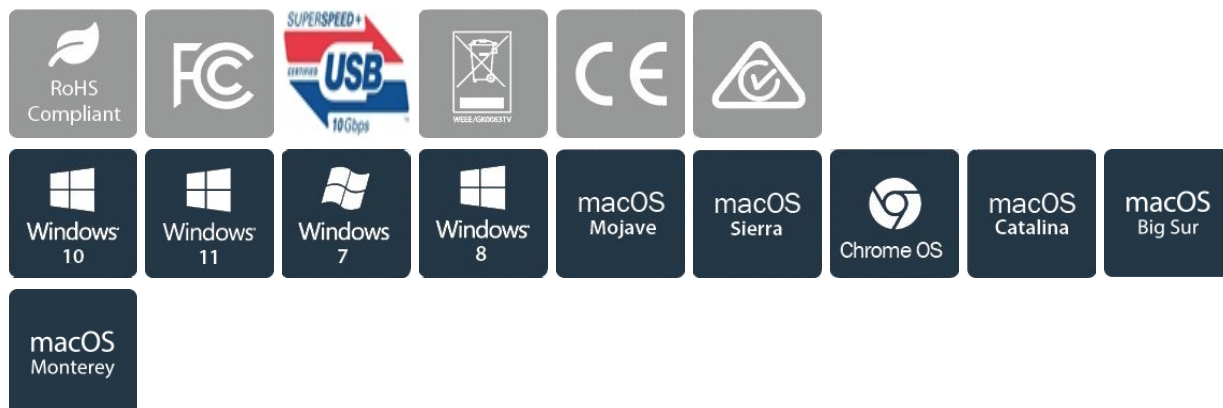 RoHS
Compliant
FC
SUPERSPEED+
CERTIFIED
USB
10Gbps
WEEE/GK0063TV
CE
Windows
10
Windows
11
Windows
7
Windows
8
macOS
Mojave
macOS
Sierra
Chrome OS
macOS
Catalina
macOS
Big Sur
macOS
Monterey